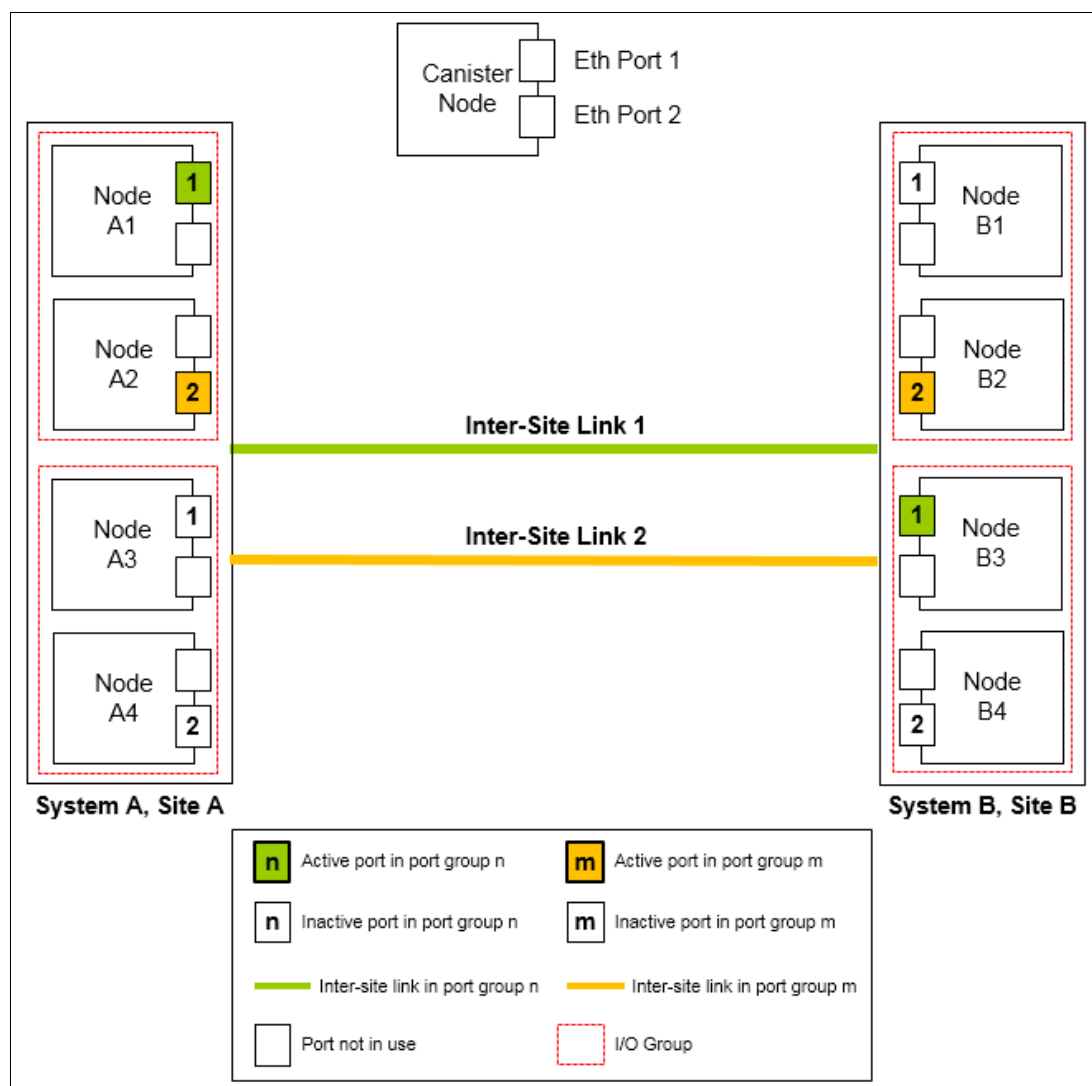 Canister
Node
Eth Port 1
Eth Port 2
Node
A1
1
Node
A2
2
Node
A3
1
Node
A4
2
System A, Site A
Inter-Site Link 1
Inter-Site Link 2
1
Node
B1
Node
B2
2
1
Node
B3
Node
B4
2
System B, Site B
n Active port in port group n
m Active port in port group m
n Inactive port in port group n
m Inactive port in port group m
Inter-site link in port group n
Inter-site link in port group m
Port not in use
I/O Group